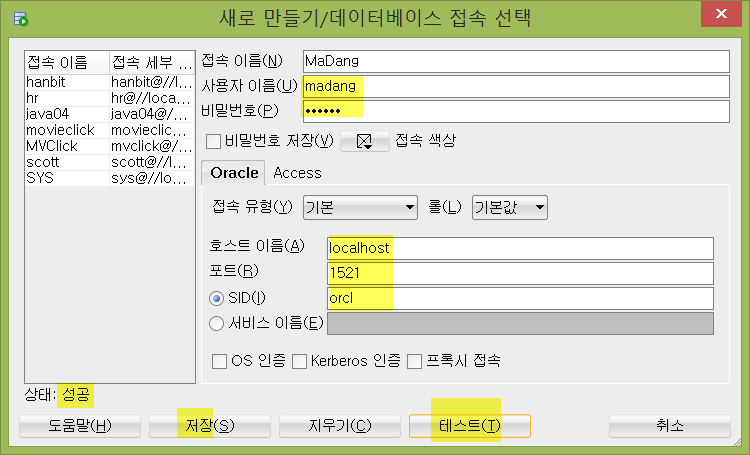 새로 만들기/데이터베이스 접속 선택
접속 이름 접속 세부 ...
hanbit hanbit@//l...
hr hr@//loca...
java04 java04@/...
movieclick movieclic...
MVClick mvclick@/...
scott scott@//l...
SYS sys@//lo...
접속 이름(N) MaDang
사용자 이름(U) madang
비밀번호(P) ••••••
비밀번호 저장(V) 접속 색상
Oracle Access
접속 유형(Y) 기본 롤(L) 기본값
호스트 이름(A) localhost
포트(R) 1521
SID(I) orcl
서비스 이름(E)
OS 인증 Kerberos 인증 프록시 접속
상태: 성공
도움말(H) 저장(S) 지우기(C) 테스트(T) 취소